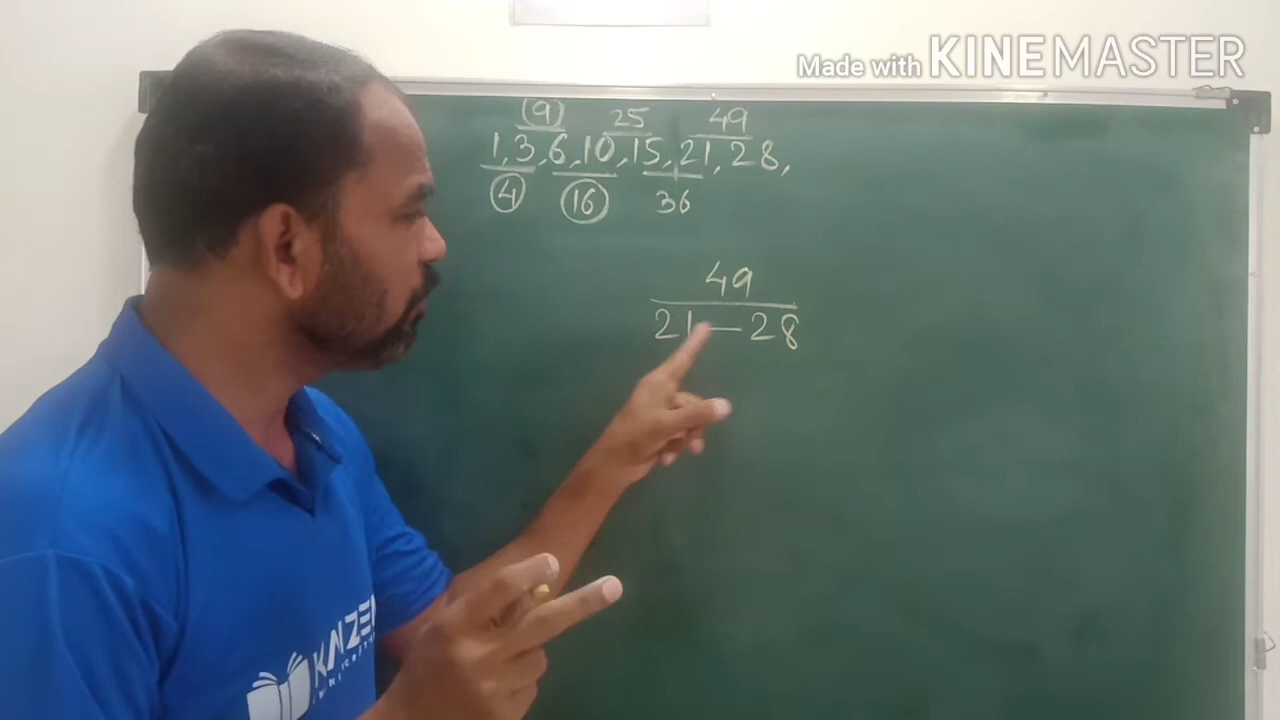 Made with KINEMASTER
(9) 25 49
1, 3, 6, 10, 15, 21, 28,
4 16 36
49
21 — 28